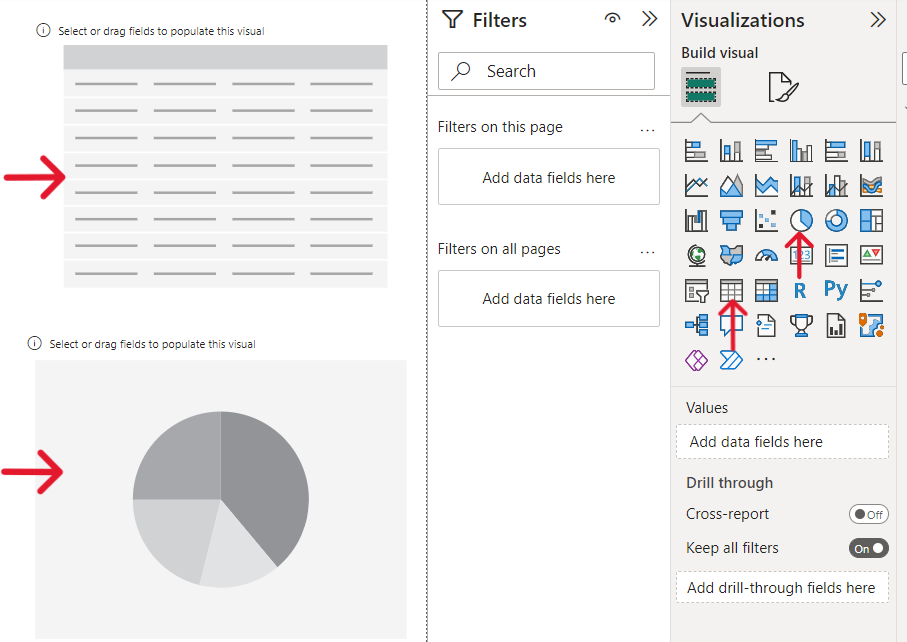 Select or drag fields to populate this visual
Select or drag fields to populate this visual
Filters
Search
Filters on this page
...
Add data fields here
Filters on all pages
...
Add data fields here
Visualizations
Build visual
123
R
Py
...
Values
Add data fields here
Drill through
Cross-report
Off
Keep all filters
On
Add drill-through fields here